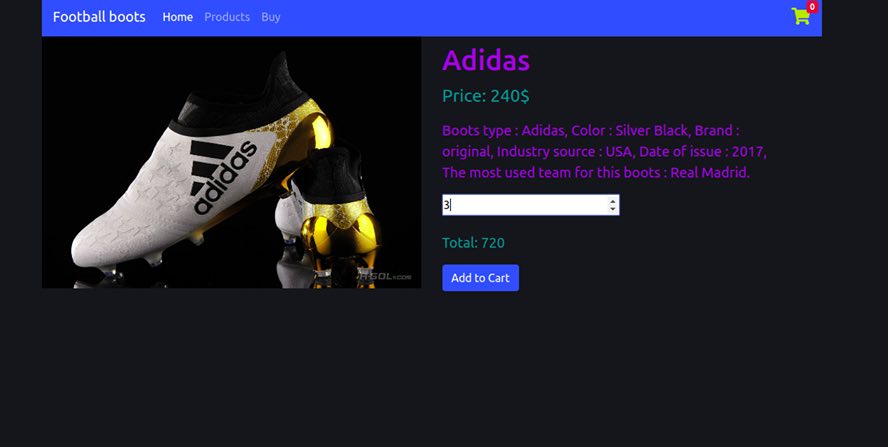 Football boots Home Products Buy 0
Adidas
Price: 240$
Boots type : Adidas, Color : Silver Black, Brand :
original, Industry source : USA, Date of issue : 2017,
The most used team for this boots : Real Madrid.
3
Total: 720
Add to Cart
adidas
H-GOL.COM